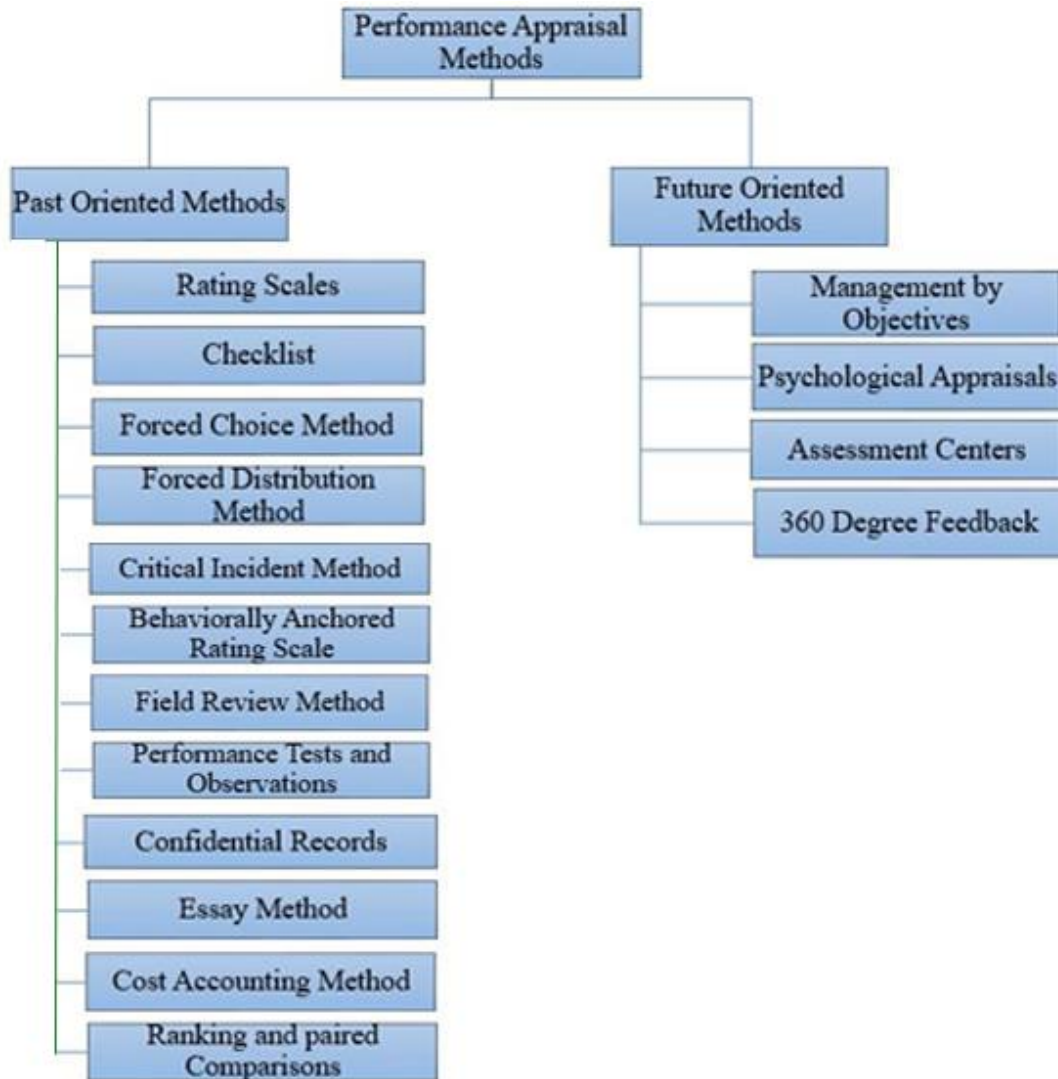 Performance Appraisal
Methods
Past Oriented Methods
Rating Scales
Checklist
Forced Choice Method
Forced Distribution
Method
Critical Incident Method
Behaviorally Anchored
Rating Scale
Field Review Method
Performance Tests and
Observations
Confidential Records
Essay Method
Cost Accounting Method
Ranking and paired
Comparisons
Future Oriented
Methods
Management by
Objectives
Psychological Appraisals
Assessment Centers
360 Degree Feedback